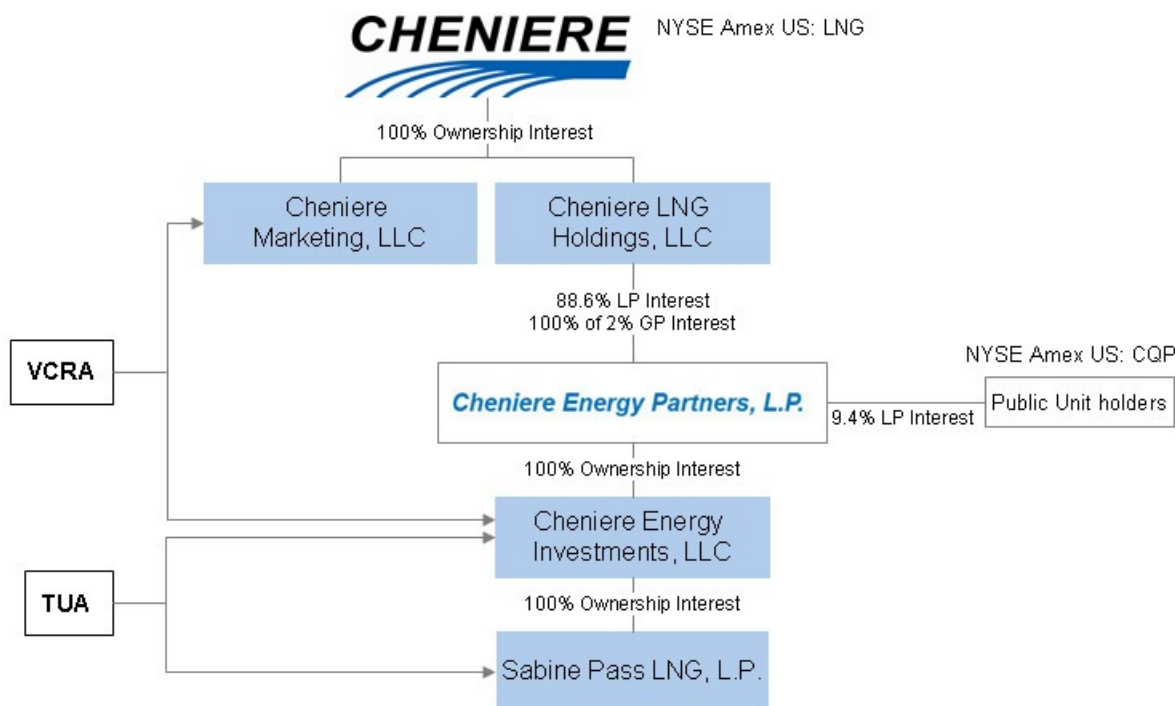 CHENIERE
NYSE Amex US: LNG
100% Ownership Interest
Cheniere
Marketing, LLC
Cheniere LNG
Holdings, LLC
88.6% LP Interest
100% of 2% GP Interest
VCRA
NYSE Amex US: CQP
Cheniere Energy Partners, L.P.
9.4% LP Interest
Public Unit holders
100% Ownership Interest
Cheniere Energy
Investments, LLC
TUA
100% Ownership Interest
Sabine Pass LNG, L.P.